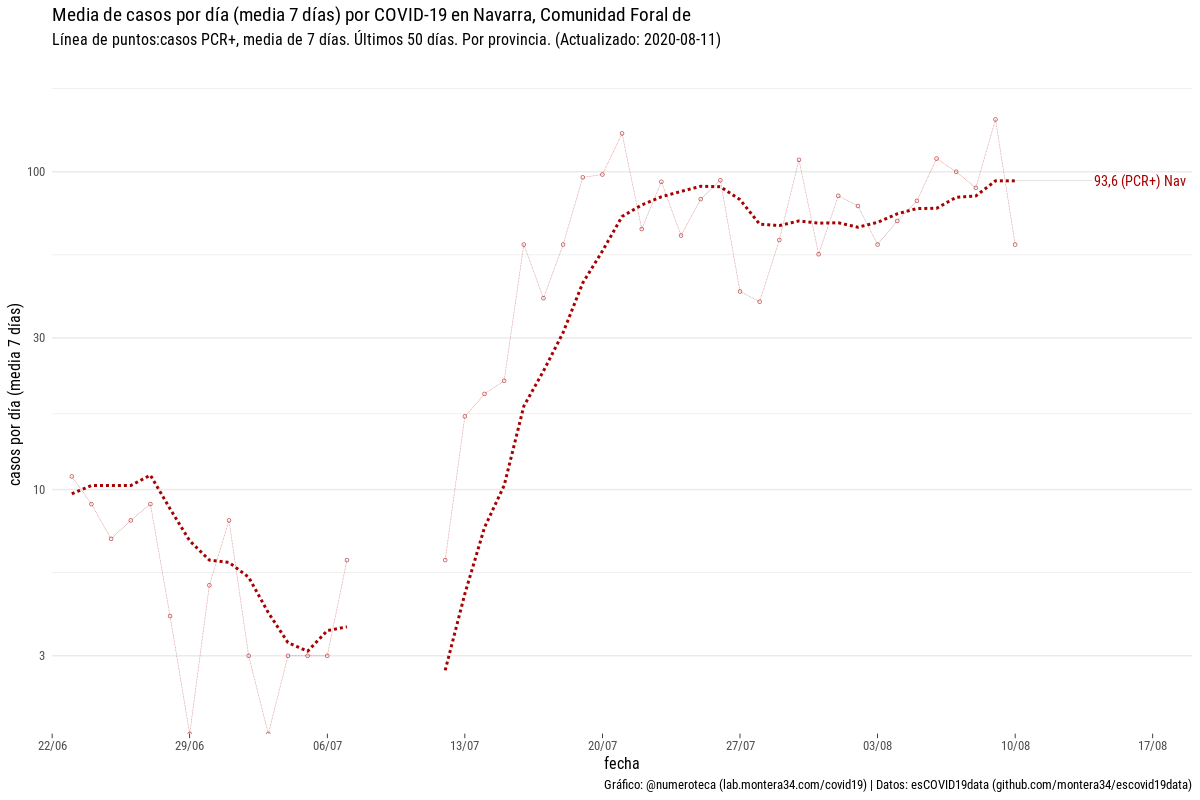 Media de casos por día (media 7 días) por COVID-19 en Navarra, Comunidad Foral de
Línea de puntos:casos PCR+, media de 7 días. Últimos 50 días. Por provincia. (Actualizado: 2020-08-11)
casos por día (media 7 días)
100
30
10
3
93,6 (PCR+) Nav
22/06
29/06
06/07
13/07
20/07
27/07
03/08
10/08
17/08
fecha
Gráfico: @numeroteca (lab.montera34.com/covid19) | Datos: esCOVID19data (github.com/montera34/escovid19data)